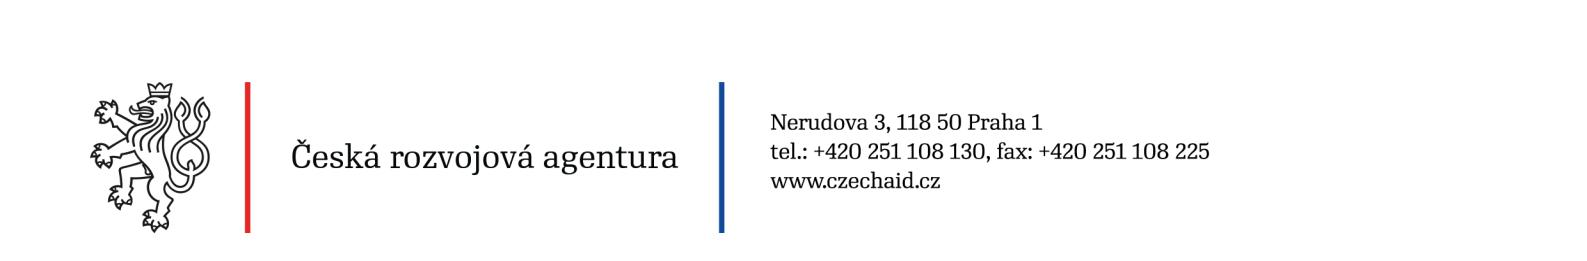 Česká rozvojová agentura
Nerudova 3, 118 50 Praha 1
tel.: +420 251 108 130, fax: +420 251 108 225
www.czechaid.cz